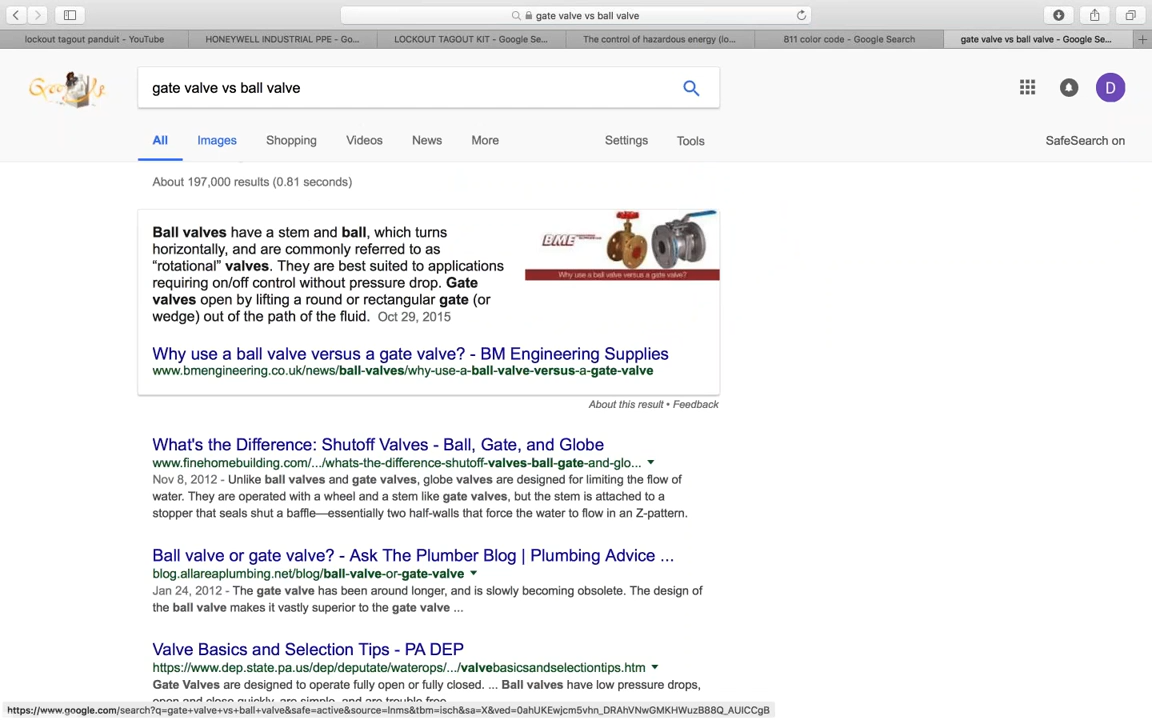 gate valve vs ball valve
lockout tagout panduit - YouTube
HONEYWELL INDUSTRIAL PPE - Go...
LOCKOUT TAGOUT KIT - Google Se...
The control of hazardous energy (lo...
811 color code - Google Search
gate valve vs ball valve - Google Se...
gate valve vs ball valve
D
All Images Shopping Videos News More Settings Tools
SafeSearch on
About 197,000 results (0.81 seconds)
Ball valves have a stem and ball, which turns
horizontally, and are commonly referred to as
“rotational” valves. They are best suited to applications
requiring on/off control without pressure drop. Gate
valves open by lifting a round or rectangular gate (or
wedge) out of the path of the fluid. Oct 29, 2015
BME
Why use a ball valve versus a gate valve?
Why use a ball valve versus a gate valve? - BM Engineering Supplies
www.bmengineering.co.uk/news/ball-valves/why-use-a-ball-valve-versus-a-gate-valve
About this result • Feedback
What's the Difference: Shutoff Valves - Ball, Gate, and Globe
www.finehomebuilding.com/.../whats-the-difference-shutoff-valves-ball-gate-and-glo...
Nov 8, 2012 - Unlike ball valves and gate valves, globe valves are designed for limiting the flow of
water. They are operated with a wheel and a stem like gate valves, but the stem is attached to a
stopper that seals shut a baffle—essentially two half-walls that force the water to flow in an Z-pattern.
Ball valve or gate valve? - Ask The Plumber Blog | Plumbing Advice ...
blog.allareaplumbing.net/blog/ball-valve-or-gate-valve
Jan 24, 2012 - The gate valve has been around longer, and is slowly becoming obsolete. The design of
the ball valve makes it vastly superior to the gate valve ...
Valve Basics and Selection Tips - PA DEP
https://www.dep.state.pa.us/dep/deputate/waterops/.../valvebasicsandselectiontips.htm
Gate Valves are designed to operate fully open or fully closed. ... Ball valves have low pressure drops,
open and close quickly, are simple, and are trouble free
https://www.google.com/search?q=gate+valve+vs+ball+valve&safe=active&source=lnms&tbm=isch&sa=X&ved=0ahUKEwjcm5vhn_DRAhVNwGMKHWuzB88Q_AUICCgB